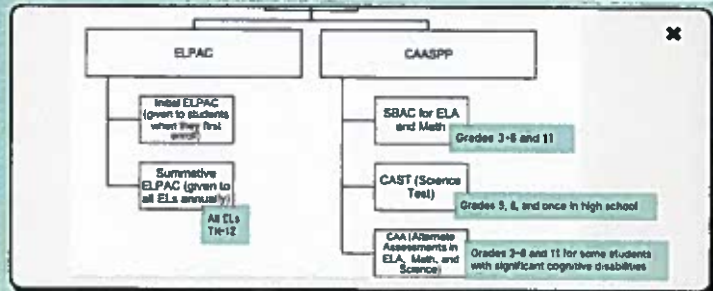 ELPAC
CAASPP
Initial ELPAC
(given to students
when they first
enroll)
SBAC for ELA
and Math
Grades 3-8 and 11
Summative
ELPAC (given to
all ELs annually)
All ELs
TK-12
CAST (Science
Test)
Grades 5, 8, and once in high school
CAA (Alternate
Assessments in
ELA, Math, and
Science)
Grades 3-8 and 11 for some students
with significant cognitive disabilities